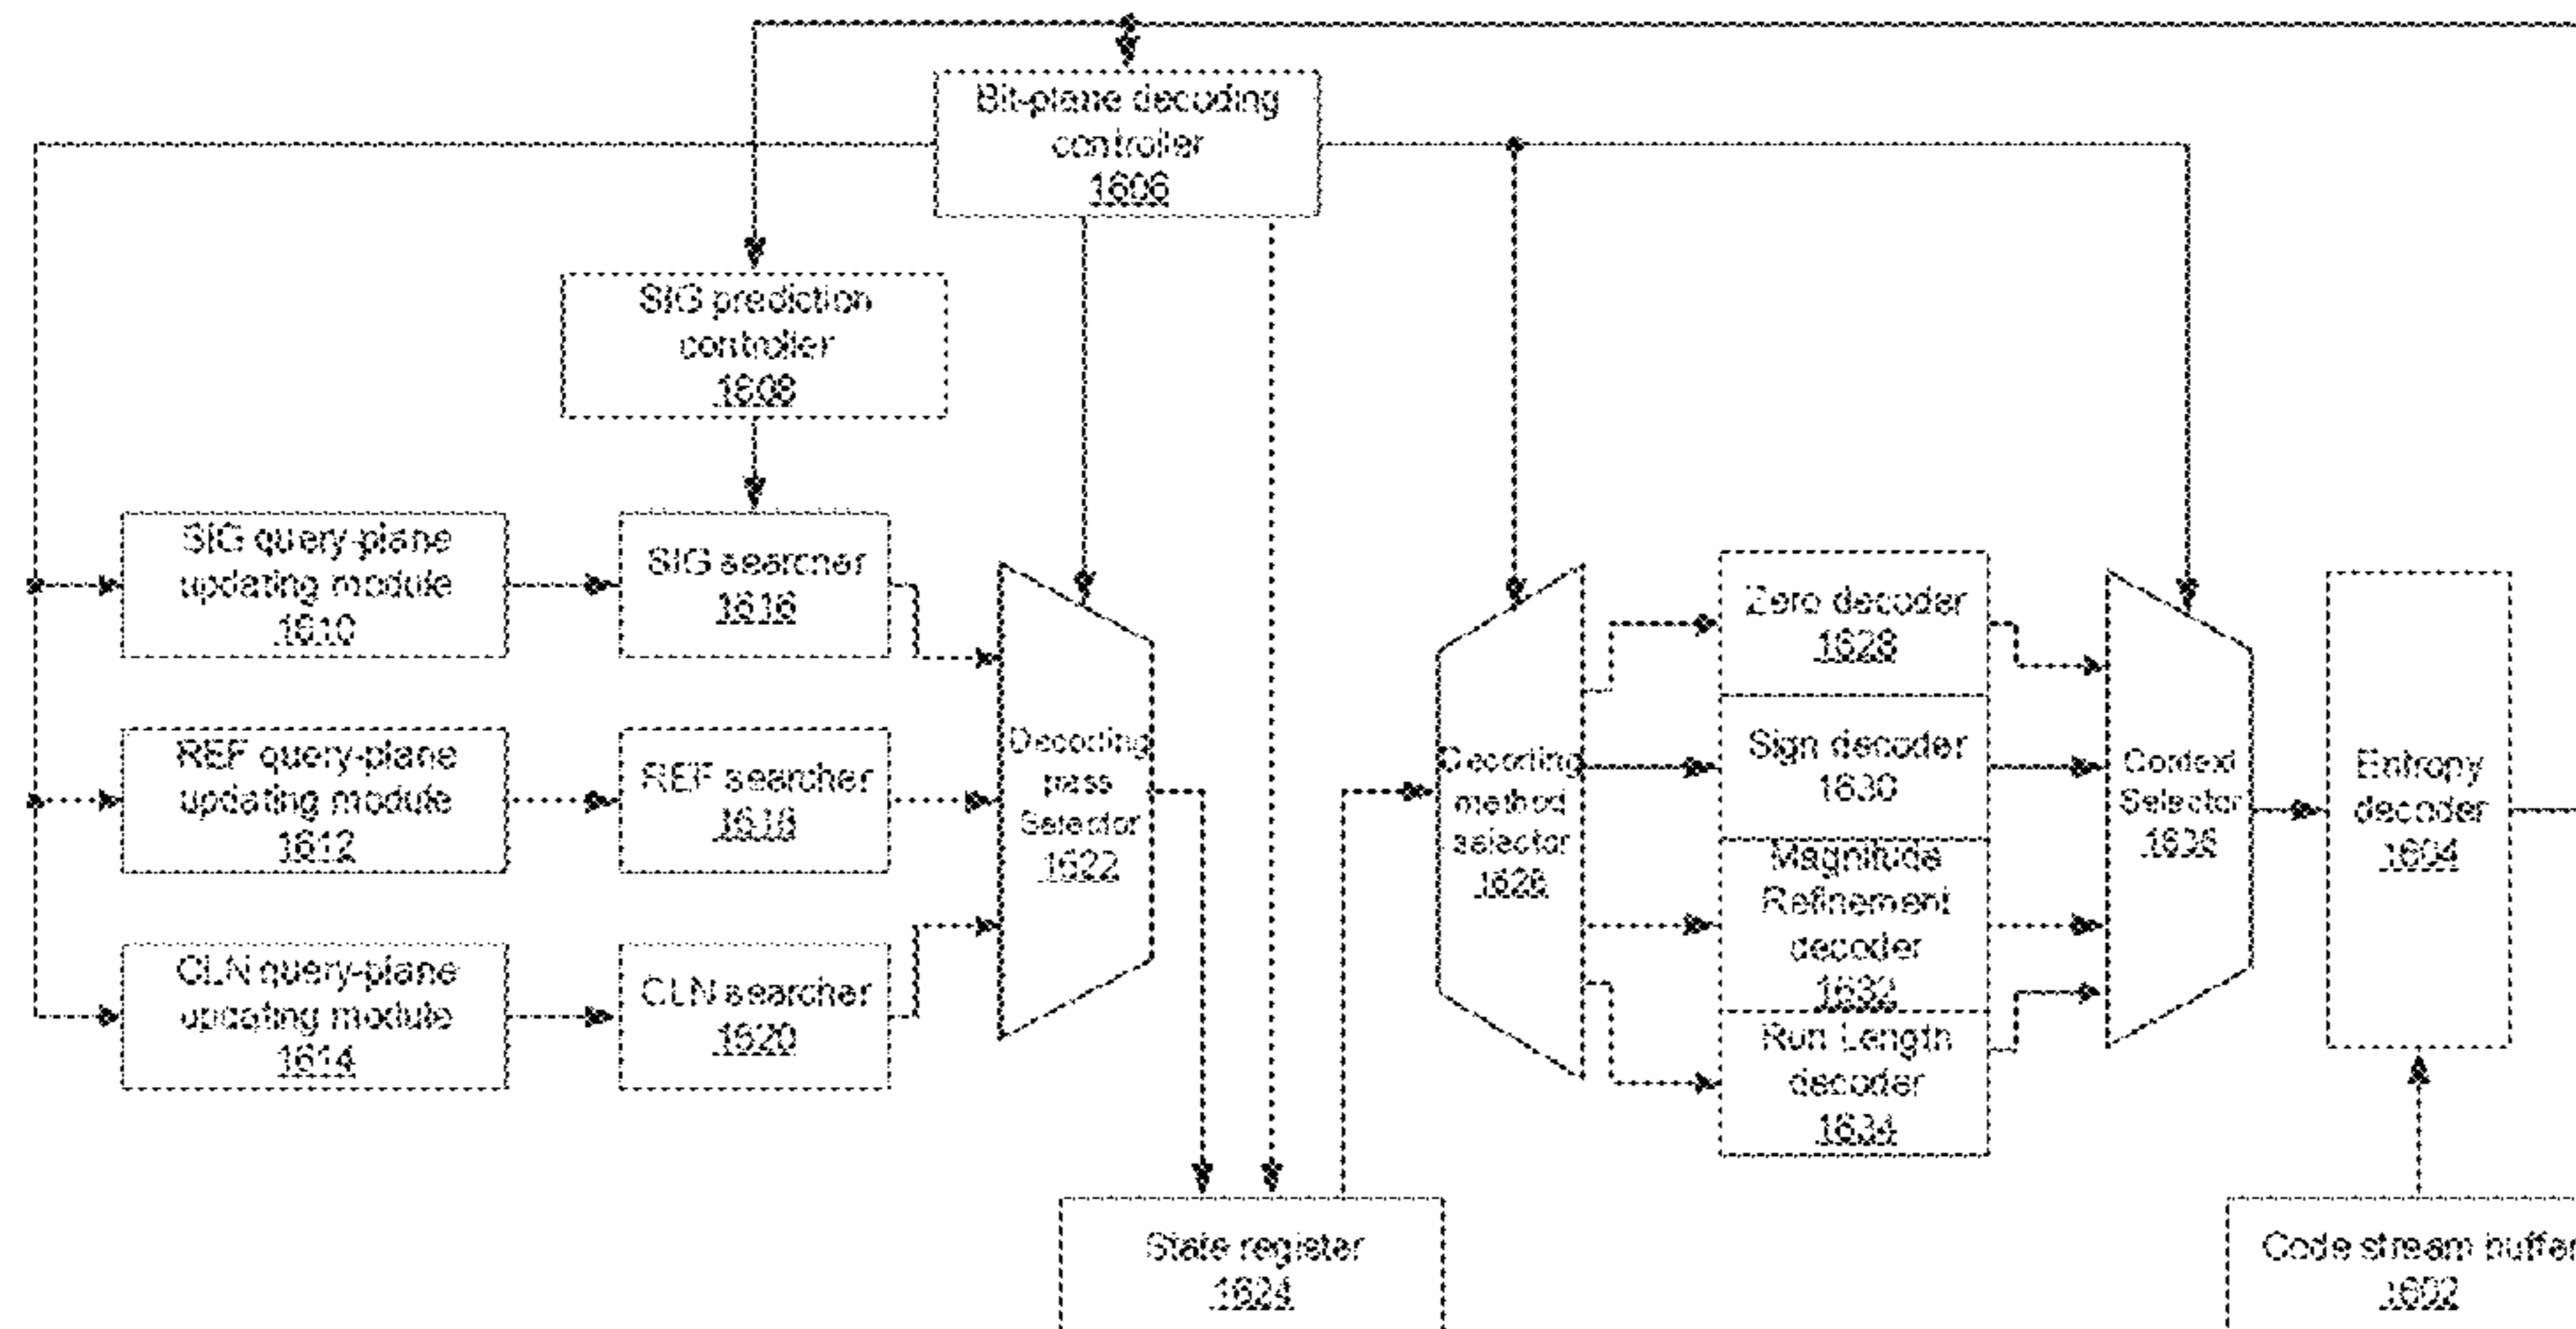 Bit-plane decoding
controller
1606
SIG prediction
controller
1608
SIG query-plane
updating module
1610
SIG searcher
1616
REF query-plane
updating module
1612
REF searcher
1618
CLN query-plane
updating module
1614
CLN searcher
1620
Decoding
pass
Selector
1622
State register
1624
Decoding
method
selector
1626
Zero decoder
1628
Sign decoder
1630
Magnitude
Refinement
decoder
1632
Run Length
decoder
1634
Context
Selector
1636
Entropy
decoder
1604
Code stream buffer
1602